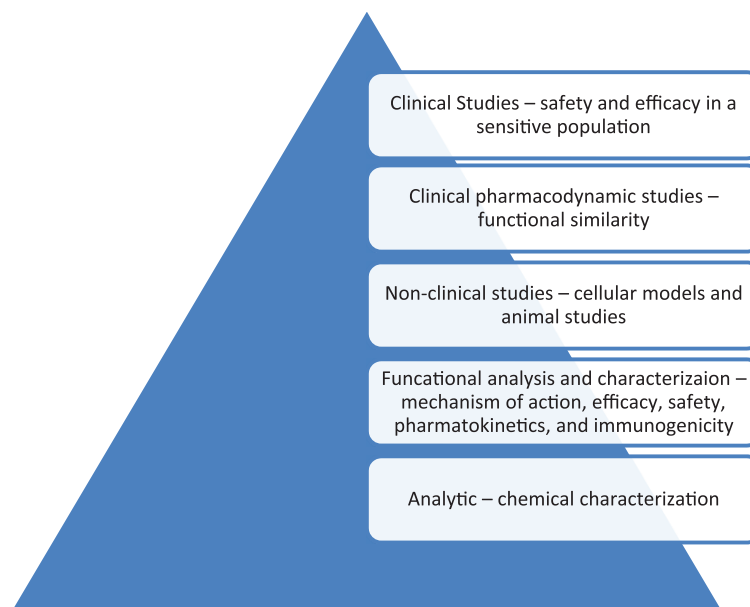 Clinical Studies – safety and efficacy in a
sensitive population
Clinical pharmacodynamic studies –
functional similarity
Non-clinical studies – cellular models and
animal studies
Funcational analysis and characterizaion –
mechanism of action, efficacy, safety,
pharmatokinetics, and immunogenicity
Analytic – chemical characterization